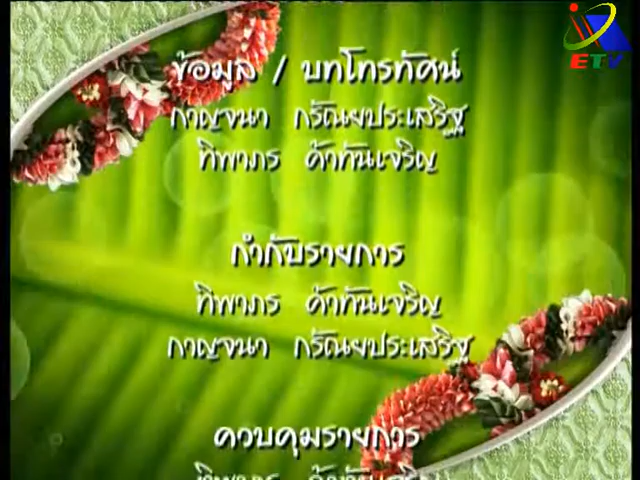 ETV
ข้อมูล / บทโทรทัศน์
กาญจนา กรัณยประเสริฐ
ทิพาภร ค้าทันเจริญ
กำกับรายการ
ทิพาภร ค้าทันเจริญ
กาญจนา กรัณยประเสริฐ
ควบคุมรายการ